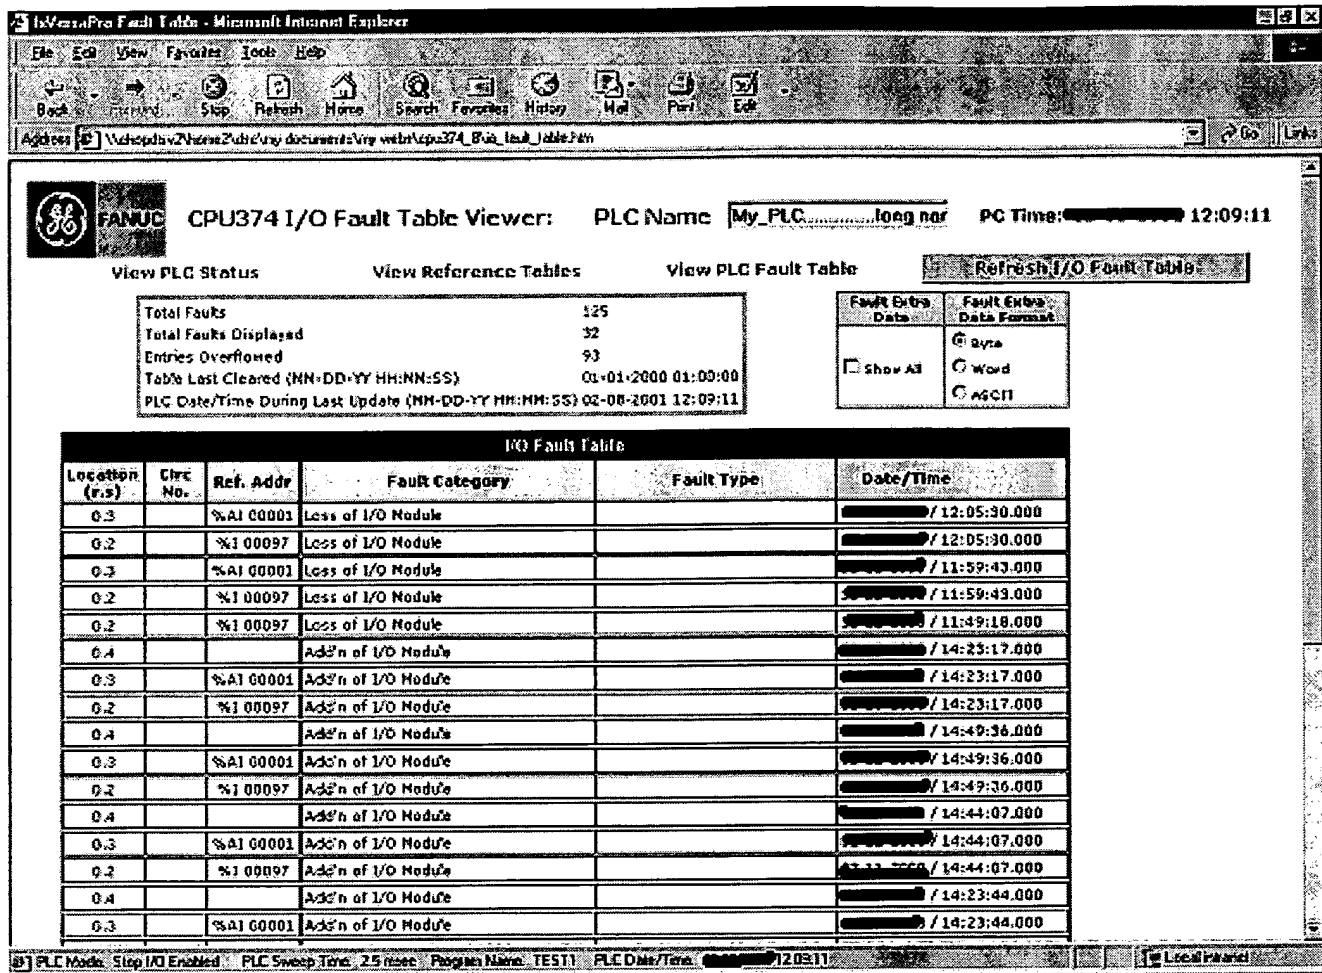 IxVersaPro Fault Table - Microsoft Internet Explorer
File Edit View Favorites Tools Help
Back Forward Stop Refresh Home Search Favorites History Mail Print Edit
Address Go Links
FANUC CPU374 I/O Fault Table Viewer: PLC Name My_PLC..............long nar PC Time: 12:09:11
View PLC Status View Reference Tables View PLC Fault Table Refresh I/O Fault Table
Total Faults 125
Total Faults Displayed 32
Entries Overflowed 93
Table Last Cleared (MM-DD-YY HH:MM:SS) 01-01-2000 01:00:00
PLC Date/Time During Last Update (MM-DD-YY HH:MM:SS) 02-08-2001 12:09:11
Fault Extra Data Fault Extra Data Format
Byte
Show All Word
ASCII
I/O Fault Table
Location (r.s) Circ No. Ref. Addr Fault Category Fault Type Date/Time
0.3 %AI 00001 Loss of I/O Module / 12:05:30.000
0.2 %I 00097 Loss of I/O Module / 12:05:30.000
0.3 %AI 00001 Loss of I/O Module / 11:59:43.000
0.2 %I 00097 Loss of I/O Module / 11:59:43.000
0.2 %I 00097 Loss of I/O Module / 11:49:18.000
0.4 Add'n of I/O Module / 14:23:17.000
0.3 %AI 00001 Add'n of I/O Module / 14:23:17.000
0.2 %I 00097 Add'n of I/O Module / 14:23:17.000
0.4 Add'n of I/O Module / 14:49:36.000
0.3 %AI 00001 Add'n of I/O Module / 14:49:36.000
0.2 %I 00097 Add'n of I/O Module / 14:49:36.000
0.4 Add'n of I/O Module / 14:44:07.000
0.3 %AI 00001 Add'n of I/O Module / 14:44:07.000
0.2 %I 00097 Add'n of I/O Module / 14:44:07.000
0.4 Add'n of I/O Module / 14:23:44.000
0.3 %AI 00001 Add'n of I/O Module / 14:23:44.000
PLC Mode: Stop I/O Enabled PLC Sweep Time: 2.5 msec Program Name: TEST1 PLC Date/Time: 12:03:11 Local intranet